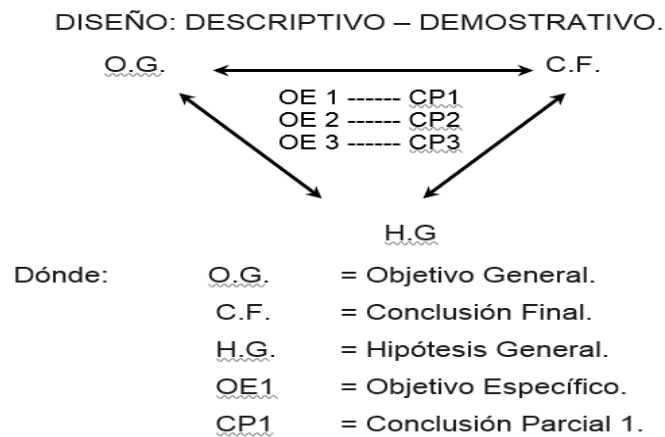 DISEÑO: DESCRIPTIVO – DEMOSTRATIVO.
O.G. C.F.
OE 1 ------ CP1
OE 2 ------ CP2
OE 3 ------ CP3
H.G
Dónde: O.G. = Objetivo General.
C.F. = Conclusión Final.
H.G. = Hipótesis General.
OE1 = Objetivo Específico.
CP1 = Conclusión Parcial 1.